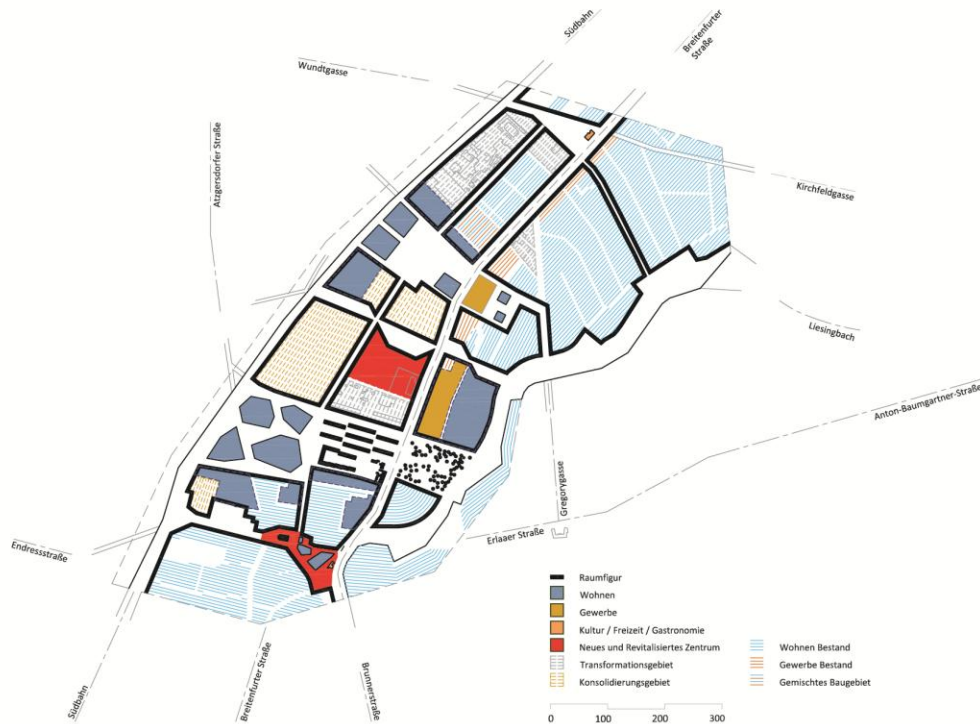 Südbahn
Breitenfurter
Straße
Wundtgasse
Atzgersdorfer Straße
Kirchfeldgasse
Liesingbach
Anton-Baumgartner-Straße
Gregorygasse
Erlaaer Straße
Endressstraße
Südbahn
Breitenfurter Straße
Brunnerstraße
Raumfigur
Wohnen
Gewerbe
Kultur / Freizeit / Gastronomie
Neues und Revitalisiertes Zentrum
Transformationsgebiet
Konsolidierungsgebiet
Wohnen Bestand
Gewerbe Bestand
Gemischtes Baugebiet
0 100 200 300